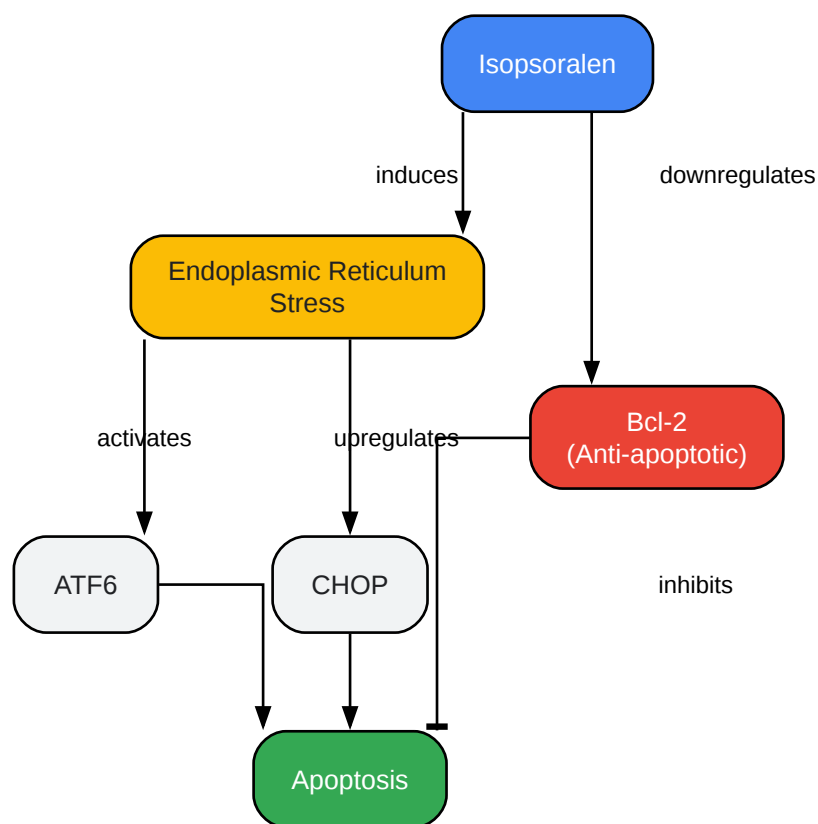 Isopsoralen
induces
downregulates
Endoplasmic Reticulum
Stress
activates
upregulates
Bcl-2
(Anti-apoptotic)
ATF6
CHOP
inhibits
Apoptosis